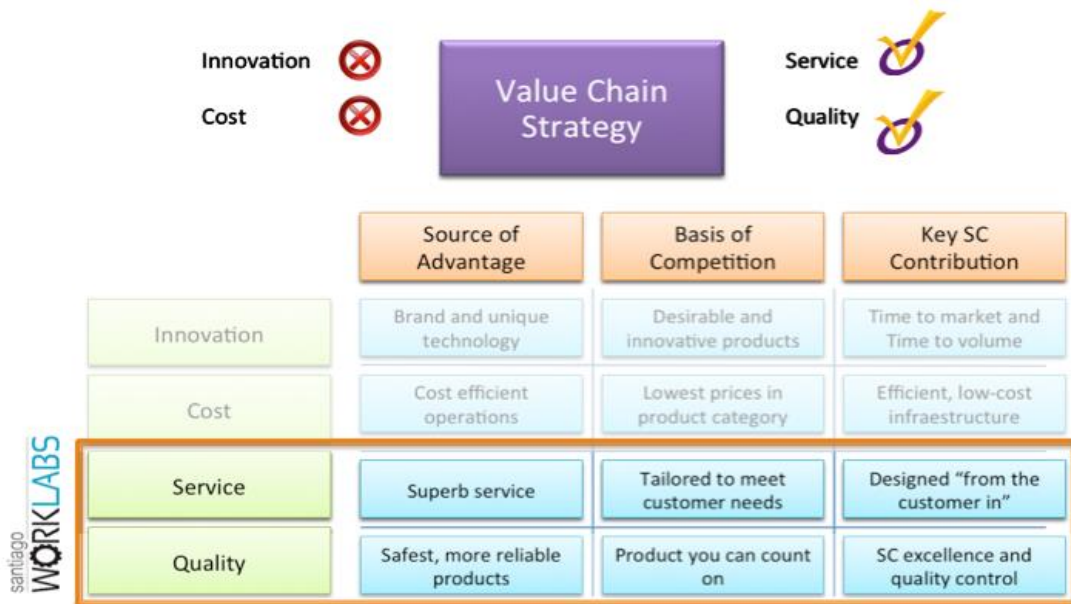 Innovation
Cost
Value Chain
Strategy
Service
Quality
Source of
Advantage
Basis of
Competition
Key SC
Contribution
Innovation
Brand and unique
technology
Desirable and
innovative products
Time to market and
Time to volume
Cost
Cost efficient
operations
Lowest prices in
product category
Efficient, low-cost
infraestructure
Service
Superb service
Tailored to meet
customer needs
Designed “from the
customer in”
Quality
Safest, more reliable
products
Product you can count
on
SC excellence and
quality control
santiago
WORKLABS